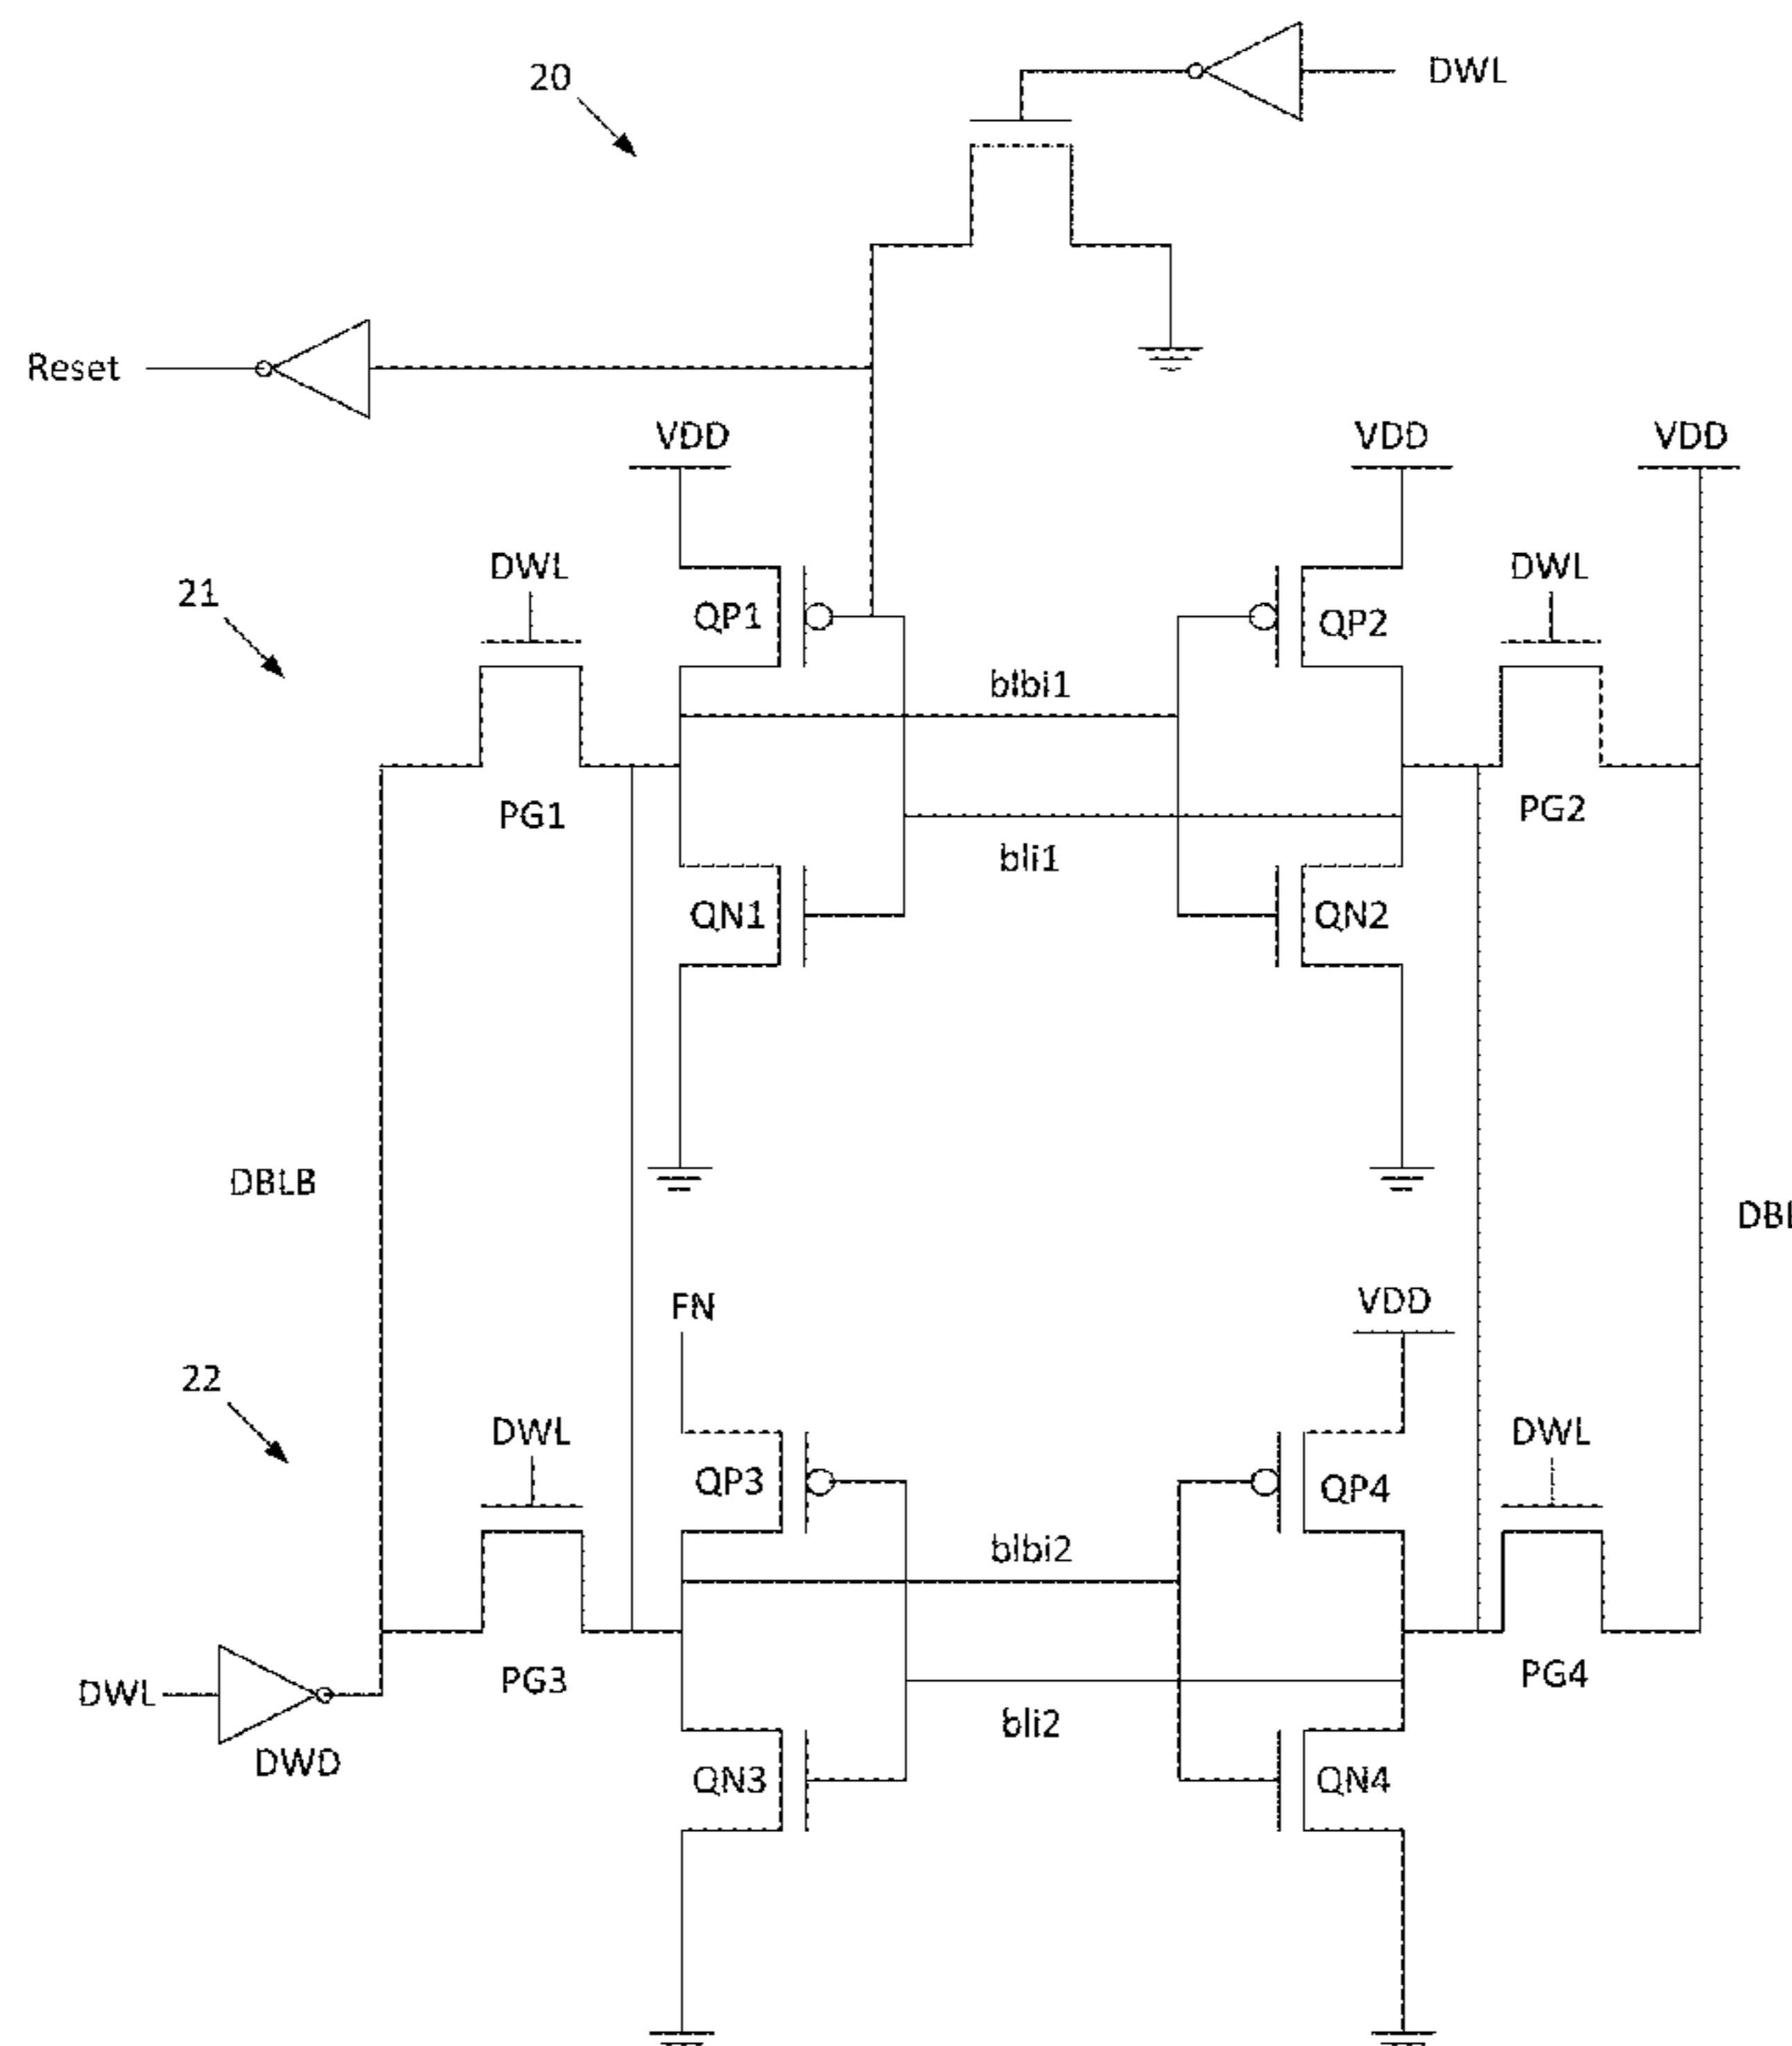 20
DWL
Reset
VDD
VDD
VDD
21
DWL
DWL
QP1
QP2
blbi1
PG1
PG2
bli1
QN1
QN2
DBLB
DBL
FN
VDD
22
DWL
DWL
QP3
QP4
blbi2
PG3
PG4
DWL
bli2
DWD
QN3
QN4